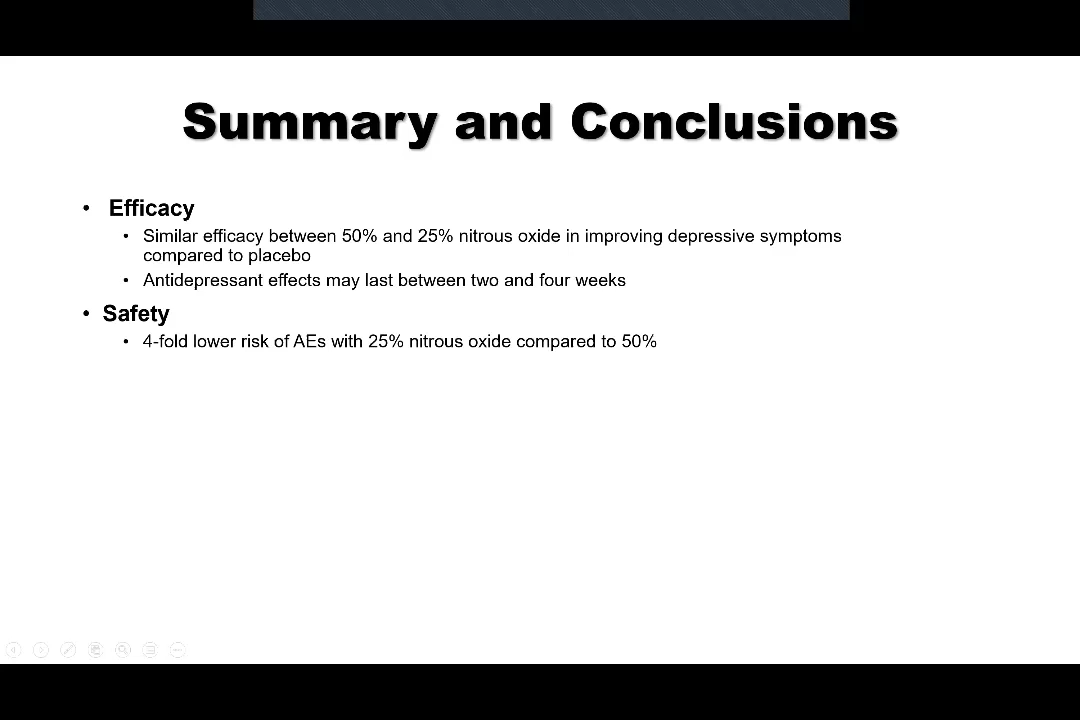 Summary and Conclusions
• Efficacy
• Similar efficacy between 50% and 25% nitrous oxide in improving depressive symptoms
compared to placebo
• Antidepressant effects may last between two and four weeks
• Safety
• 4-fold lower risk of AEs with 25% nitrous oxide compared to 50%